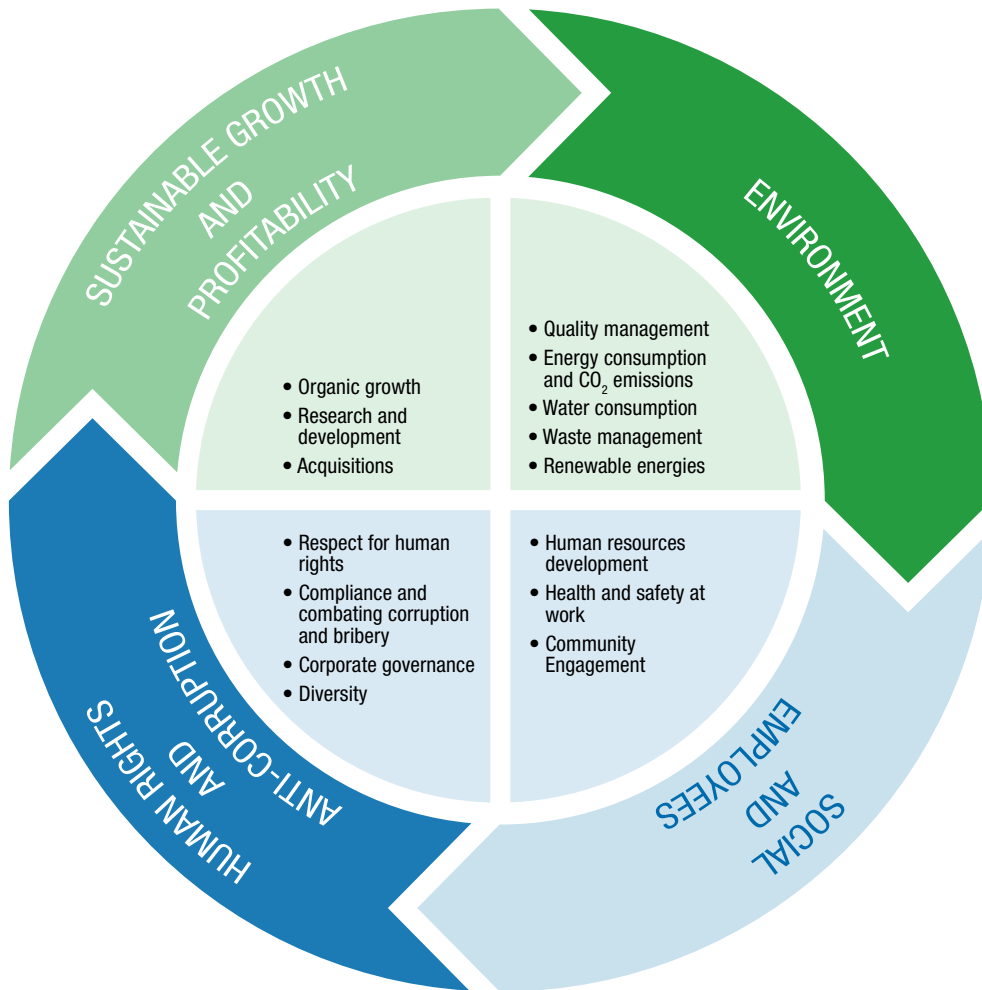 SUSTAINABLE GROWTH
AND
PROFITABILITY
ENVIRONMENT
• Organic growth
• Research and
development
• Acquisitions
• Quality management
• Energy consumption
and CO₂ emissions
• Water consumption
• Waste management
• Renewable energies
• Respect for human
rights
• Compliance and
combating corruption
and bribery
• Corporate governance
• Diversity
• Human resources
development
• Health and safety at
work
• Community
Engagement
HUMAN RIGHTS
AND
ANTI-CORRUPTION
SOCIAL
AND
EMPLOYEES